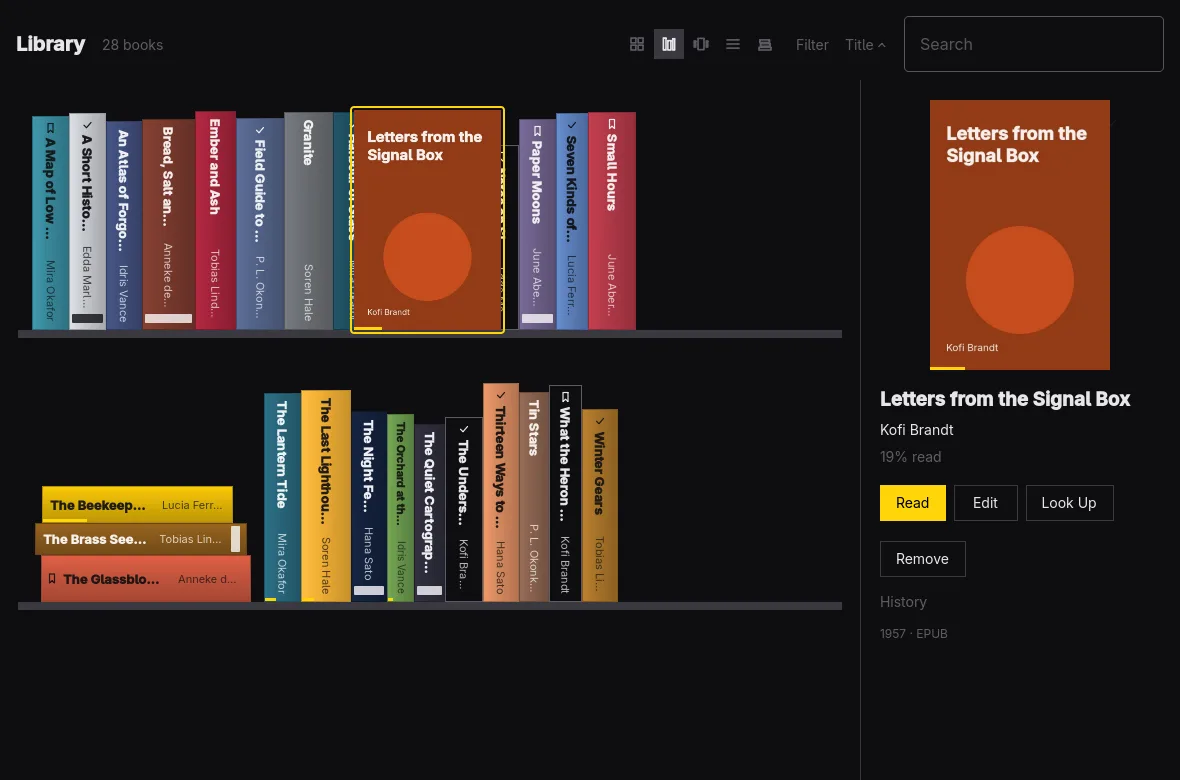 Library
28 books
Filter
Title
Search
A Map of Low ...
Mira Okafor
A Short Histo...
Edda Marl...
An Atlas of Forgo...
Idris Vance
Bread, Salt an...
Anneke de...
Ember and Ash
Tobias Lind...
Field Guide to ...
P. L. Okon...
Granite
Soren Hale
Letters from the
Signal Box
Kofi Brandt
Paper Moons
June Abe...
Seven Kinds of...
Lucia Ferr...
Small Hours
June Aber...
The Beekeep...
Lucia Ferr...
The Brass See...
Tobias Lin...
The Glassblo...
Anneke d...
The Lantern Tide
Mira Okafor
The Last Lighthou...
Soren Hale
The Night Fe...
Hana Sato
The Orchard at th...
Idris Vance
The Quiet Cartograp...
The Unders...
Kofi Bra...
Thirteen Ways to ...
Hana Sato
Tin Stars
P. L. Okonk...
What the Heron ...
Kofi Brandt
Winter Gears
Tobias Li...
Letters from the
Signal Box
Kofi Brandt
Letters from the Signal Box
Kofi Brandt
19% read
Read
Edit
Look Up
Remove
History
1957 · EPUB